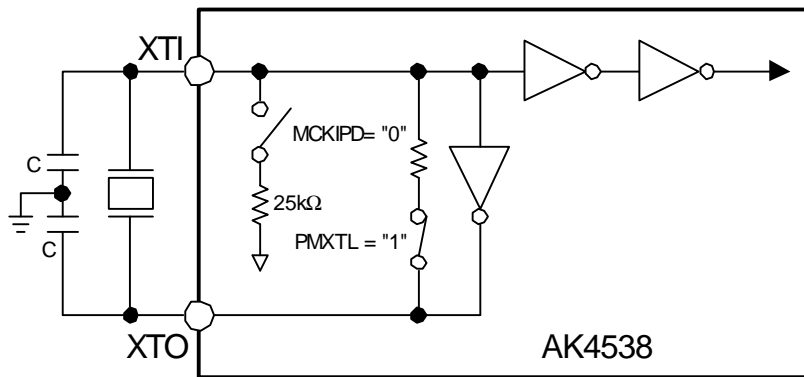 XTI
MCKIPD= "0"
C
25kΩ
C
PMXTL = "1"
XTO
AK4538